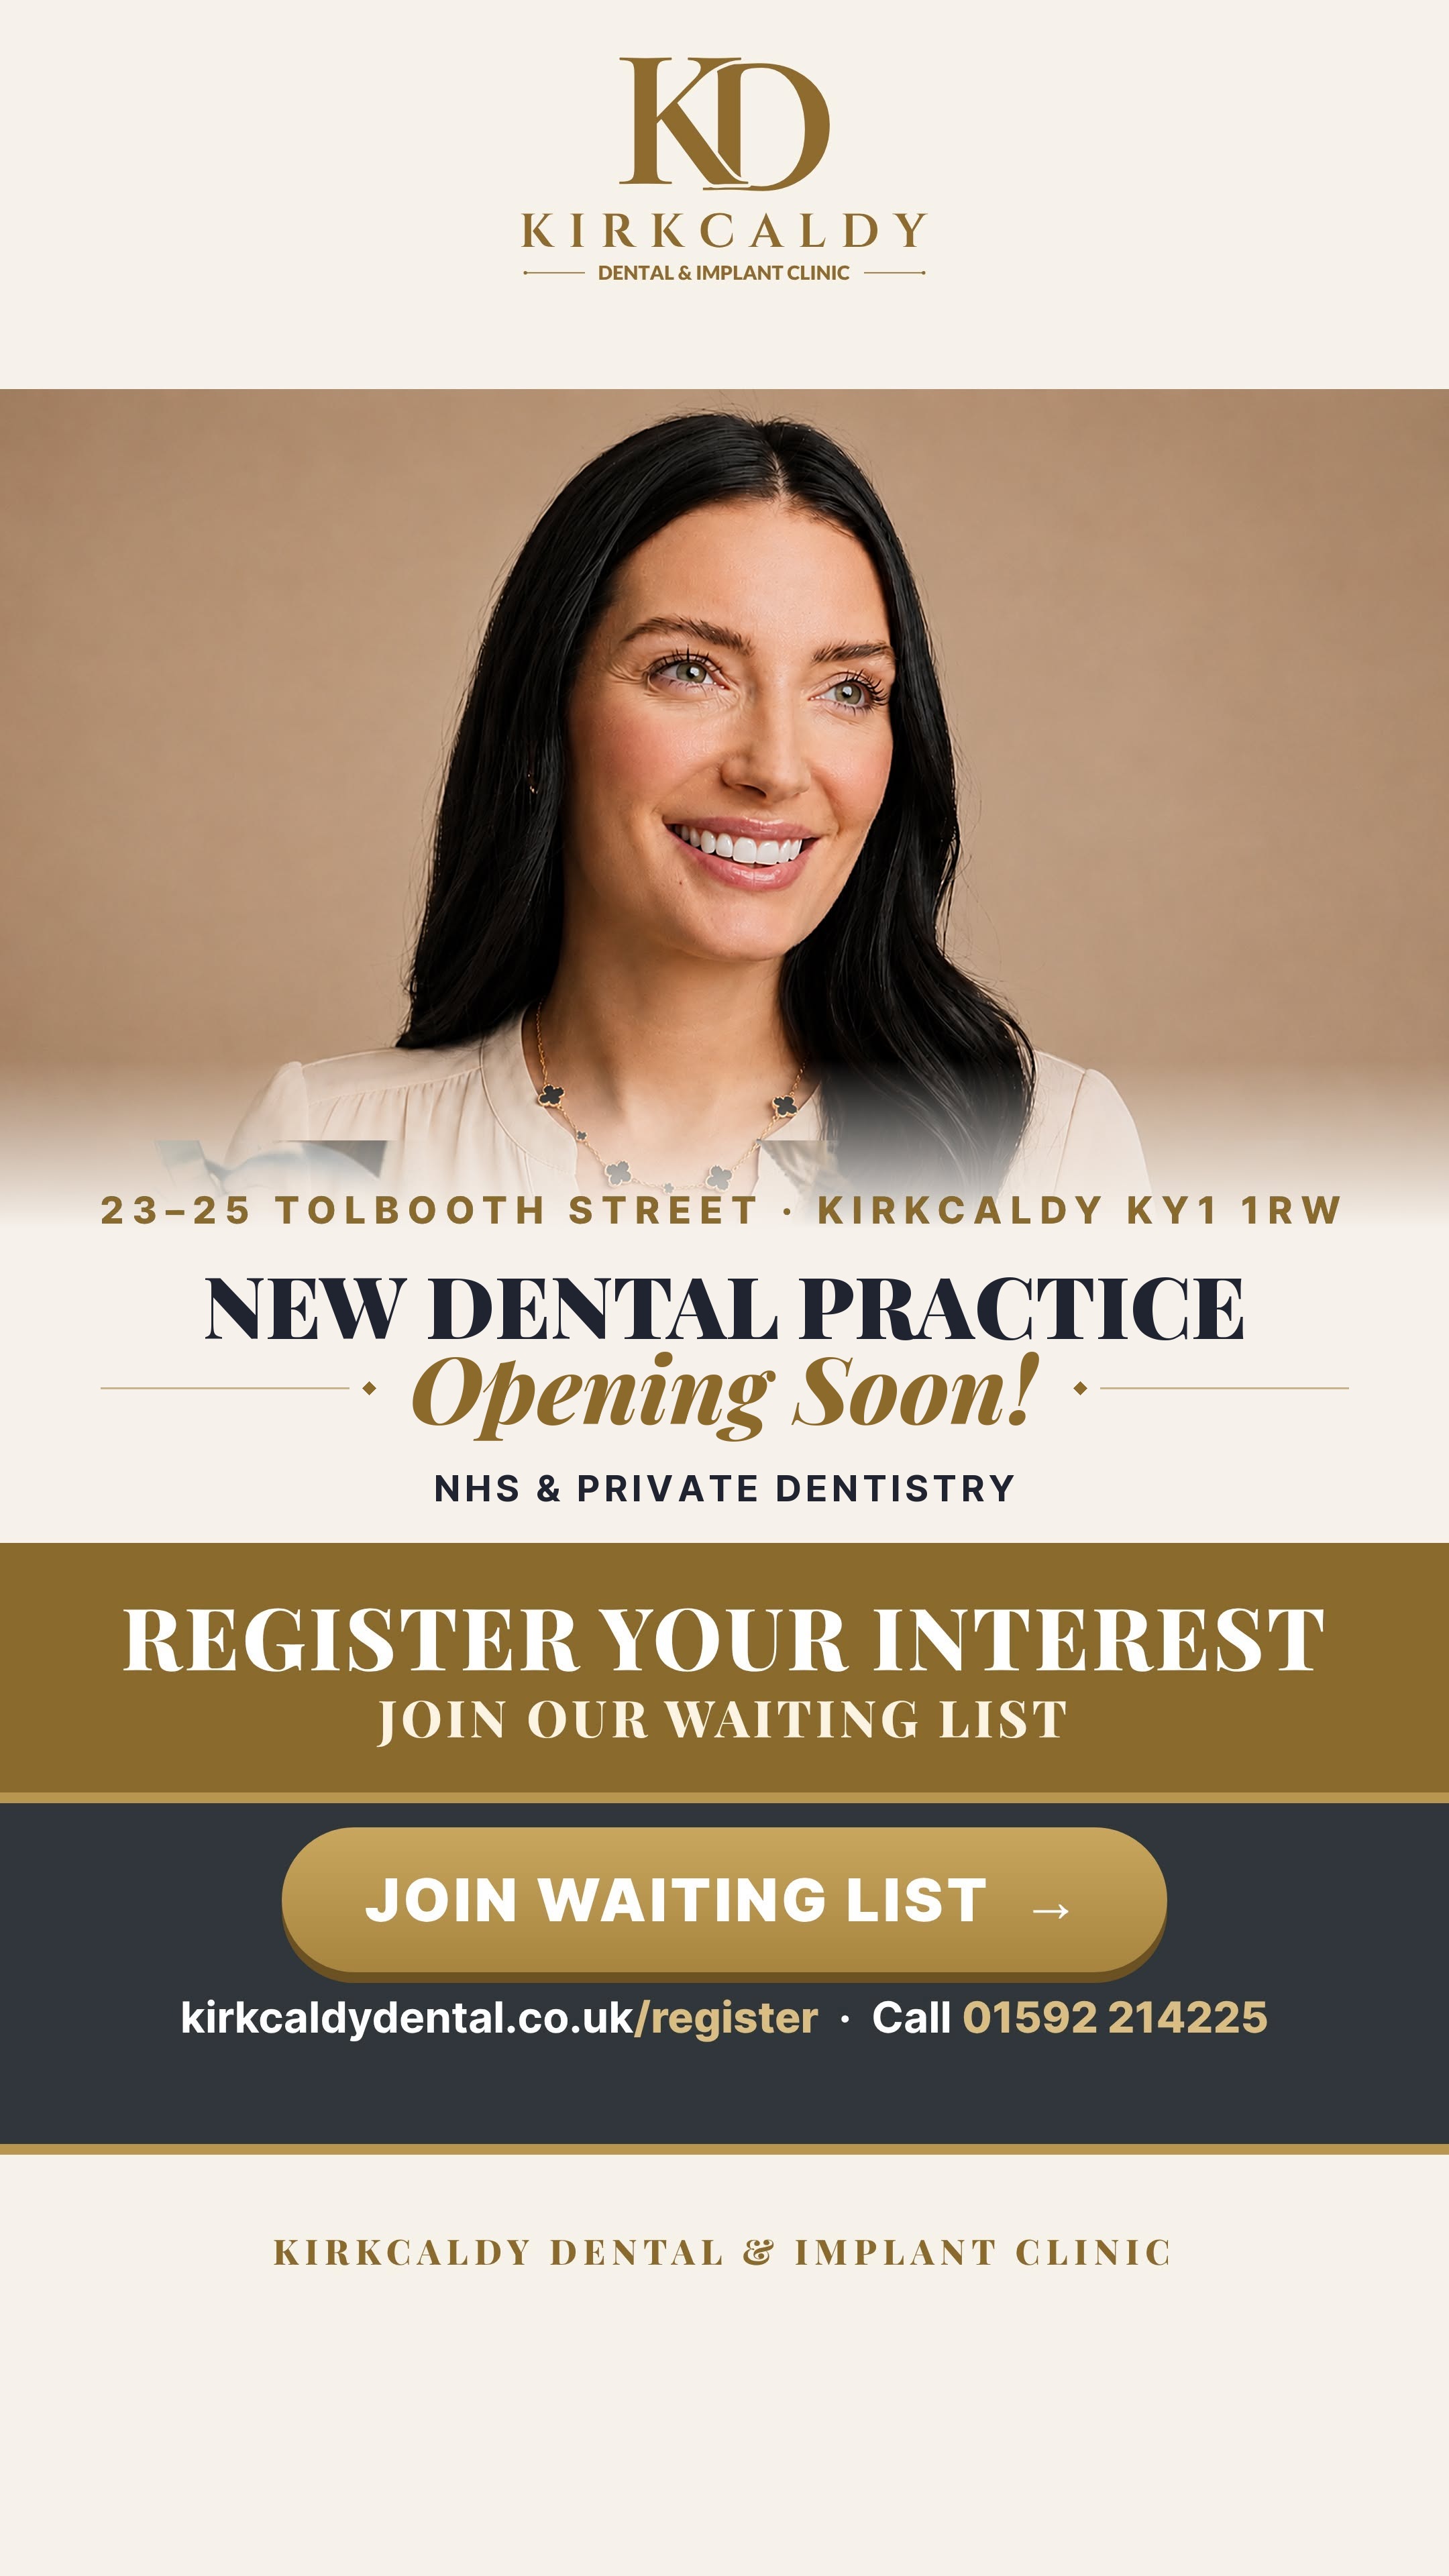 KD
KIRKCALDY
DENTAL & IMPLANT CLINIC
23–25 TOLBOOTH STREET · KIRKCALDY KY1 1RW
NEW DENTAL PRACTICE
Opening Soon!
NHS & PRIVATE DENTISTRY
REGISTER YOUR INTEREST
JOIN OUR WAITING LIST
JOIN WAITING LIST →
kirkcaldydental.co.uk/register · Call 01592 214225
KIRKCALDY DENTAL & IMPLANT CLINIC